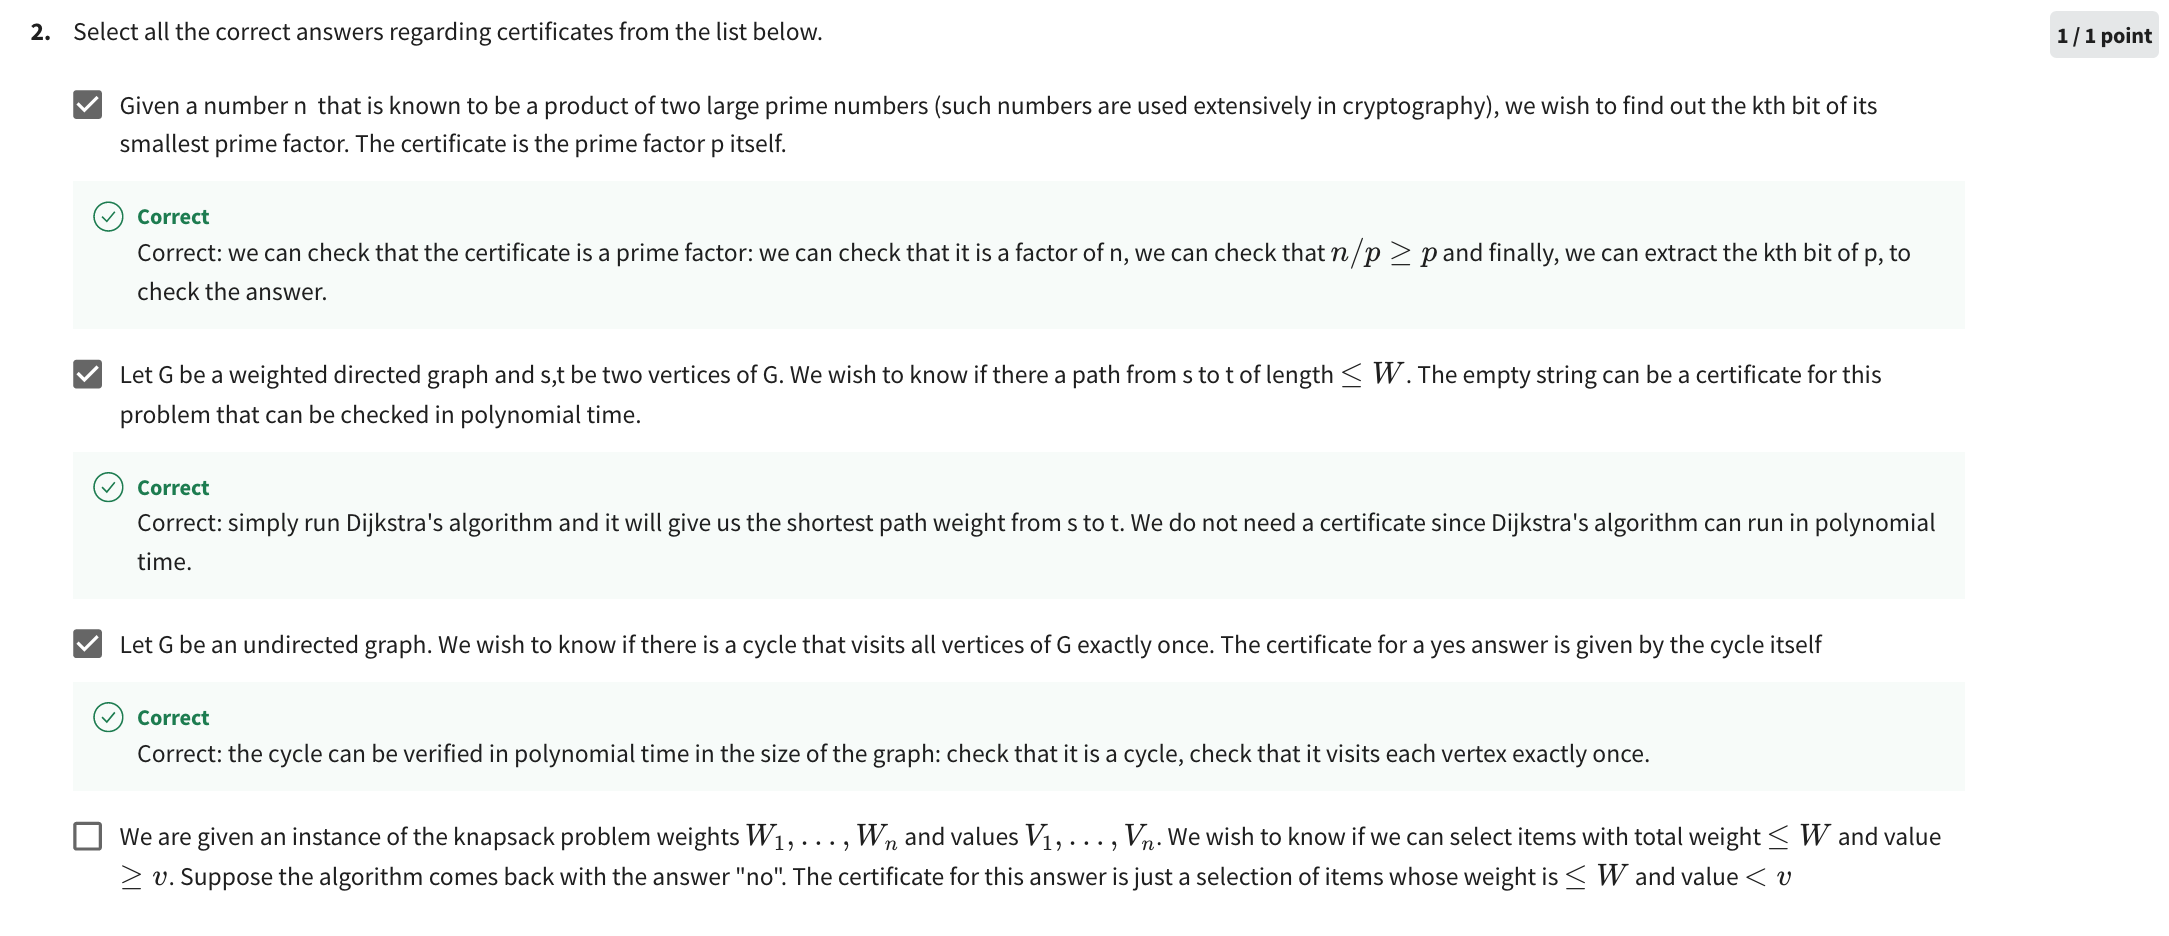 2. Select all the correct answers regarding certificates from the list below.
1 / 1 point
Given a number n that is known to be a product of two large prime numbers (such numbers are used extensively in cryptography), we wish to find out the kth bit of its
smallest prime factor. The certificate is the prime factor p itself.
Correct
Correct: we can check that the certificate is a prime factor: we can check that it is a factor of n, we can check that n/p ≥ p and finally, we can extract the kth bit of p, to
check the answer.
Let G be a weighted directed graph and s,t be two vertices of G. We wish to know if there a path from s to t of length ≤ W. The empty string can be a certificate for this
problem that can be checked in polynomial time.
Correct
Correct: simply run Dijkstra's algorithm and it will give us the shortest path weight from s to t. We do not need a certificate since Dijkstra's algorithm can run in polynomial
time.
Let G be an undirected graph. We wish to know if there is a cycle that visits all vertices of G exactly once. The certificate for a yes answer is given by the cycle itself
Correct
Correct: the cycle can be verified in polynomial time in the size of the graph: check that it is a cycle, check that it visits each vertex exactly once.
We are given an instance of the knapsack problem weights W₁, . . . , Wₙ and values V₁, . . . , Vₙ. We wish to know if we can select items with total weight ≤ W and value
≥ v. Suppose the algorithm comes back with the answer "no". The certificate for this answer is just a selection of items whose weight is ≤ W and value < v